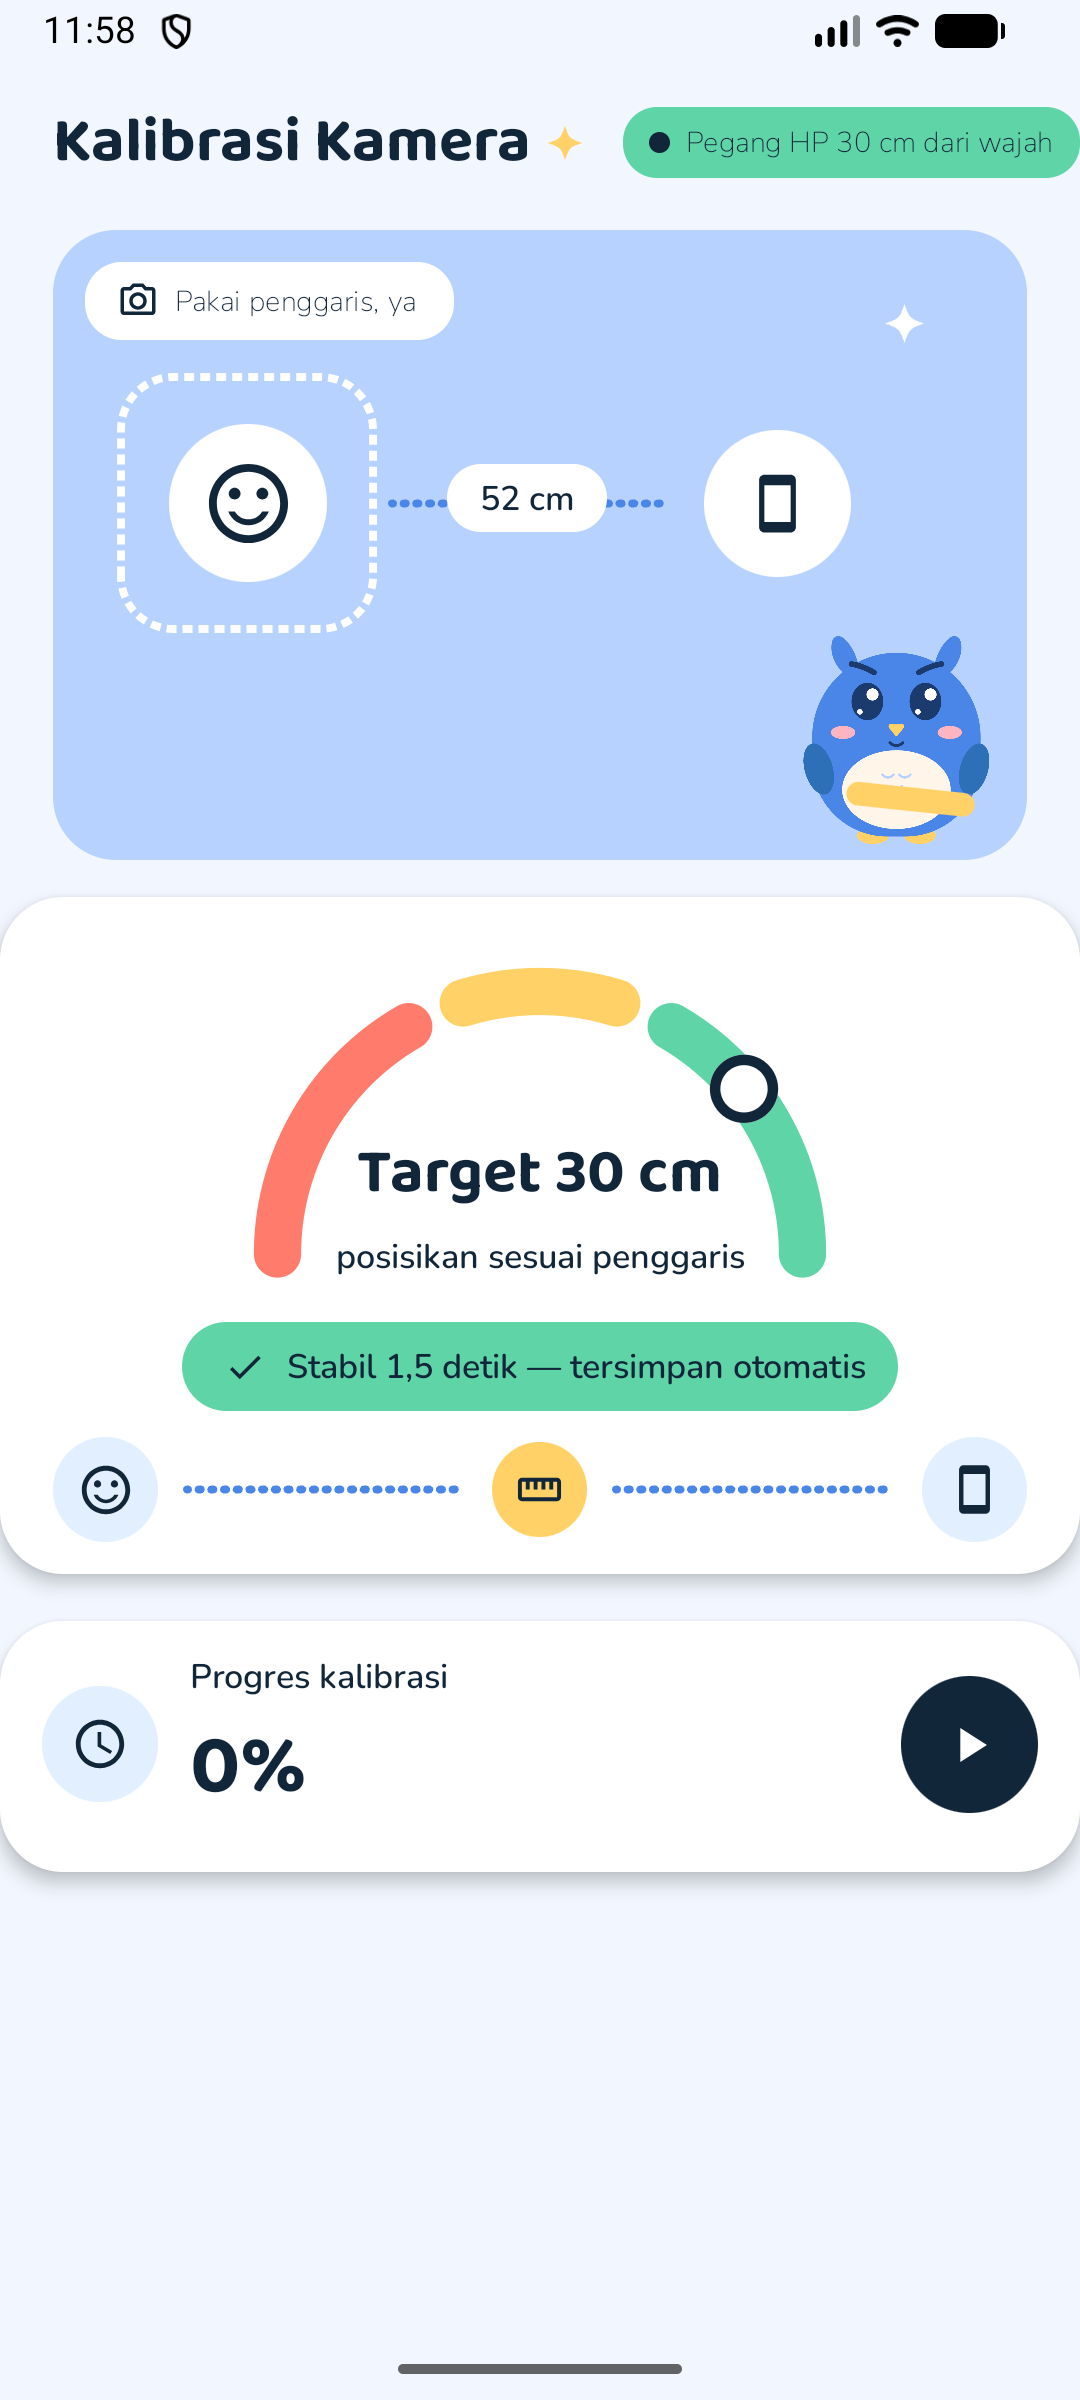 11:58
Kalibrasi Kamera
Pegang HP 30 cm dari wajah
Pakai penggaris, ya
52 cm
Target 30 cm
posisikan sesuai penggaris
Stabil 1,5 detik — tersimpan otomatis
Progres kalibrasi
0%